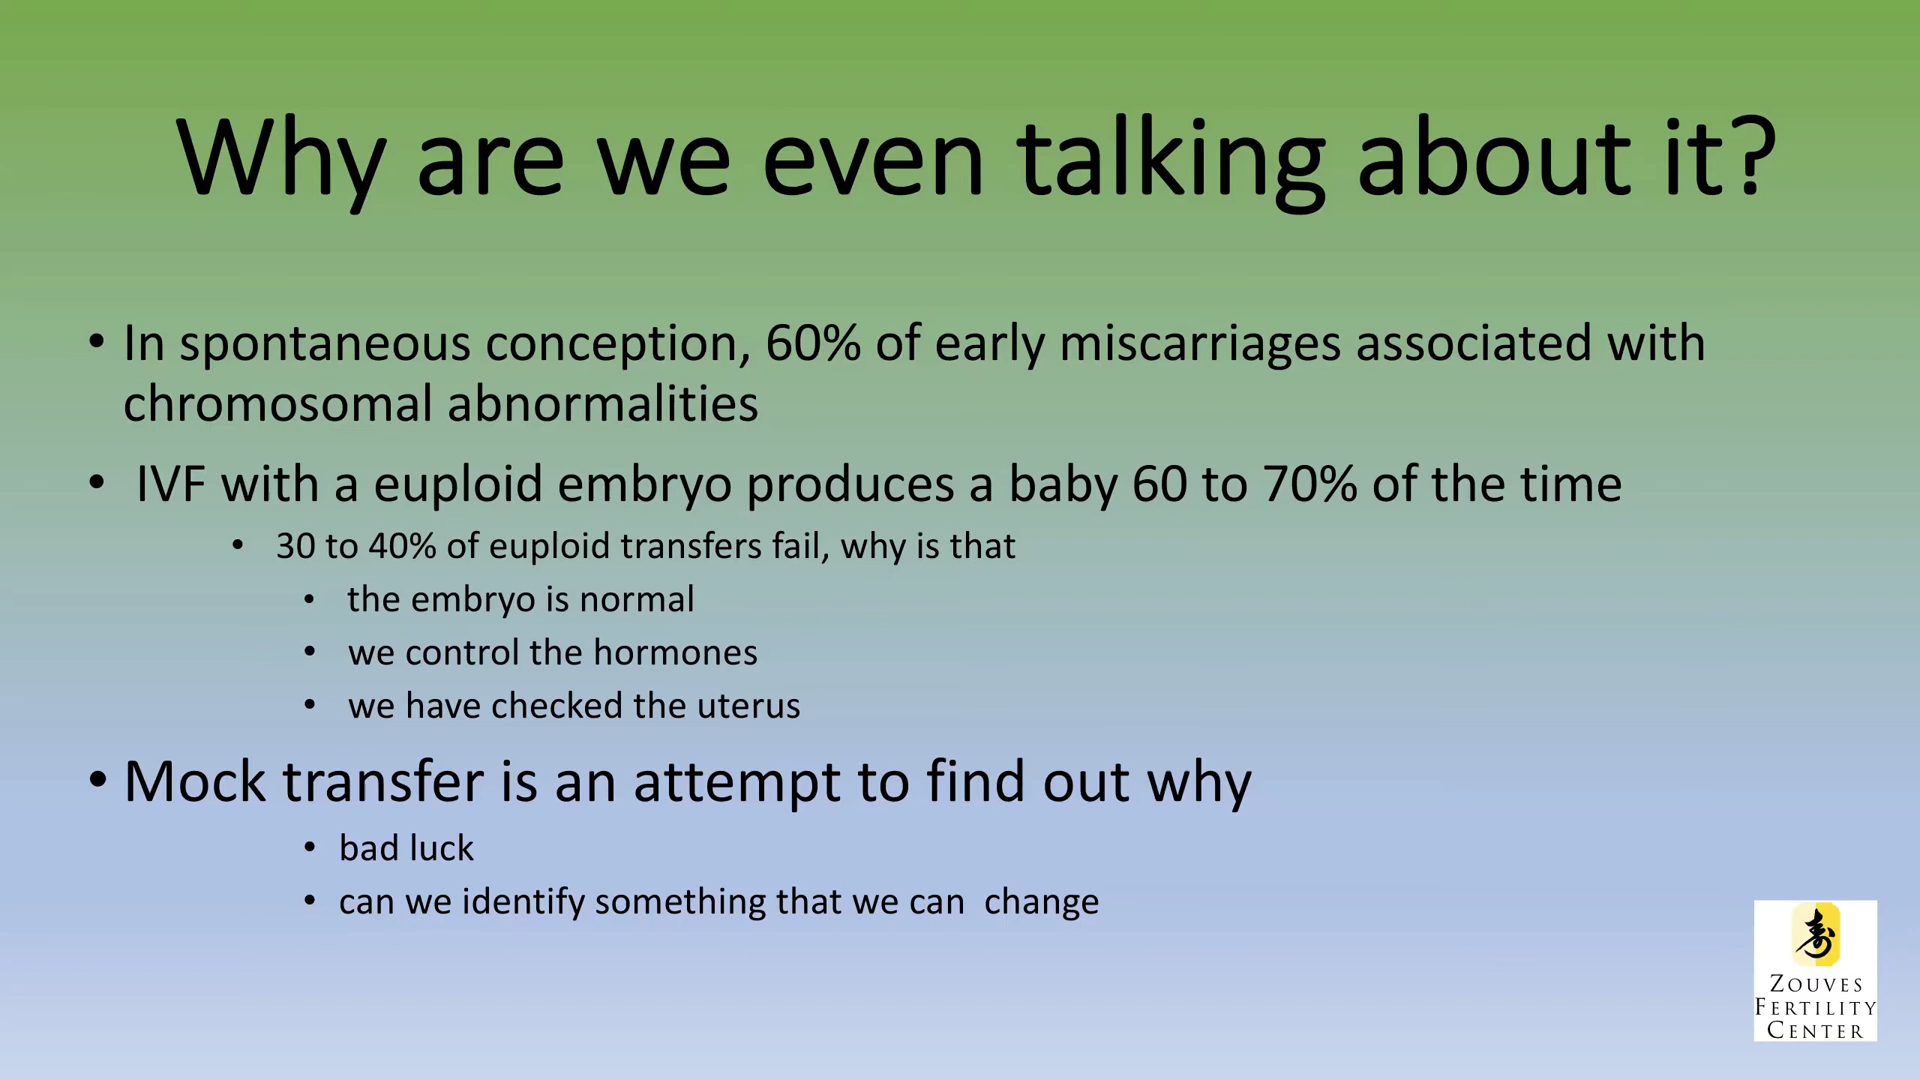 Why are we even talking about it?
• In spontaneous conception, 60% of early miscarriages associated with
chromosomal abnormalities
• IVF with a euploid embryo produces a baby 60 to 70% of the time
• 30 to 40% of euploid transfers fail, why is that
• the embryo is normal
• we control the hormones
• we have checked the uterus
• Mock transfer is an attempt to find out why
• bad luck
• can we identify something that we can  change
寿
ZOUVES
FERTILITY
CENTER